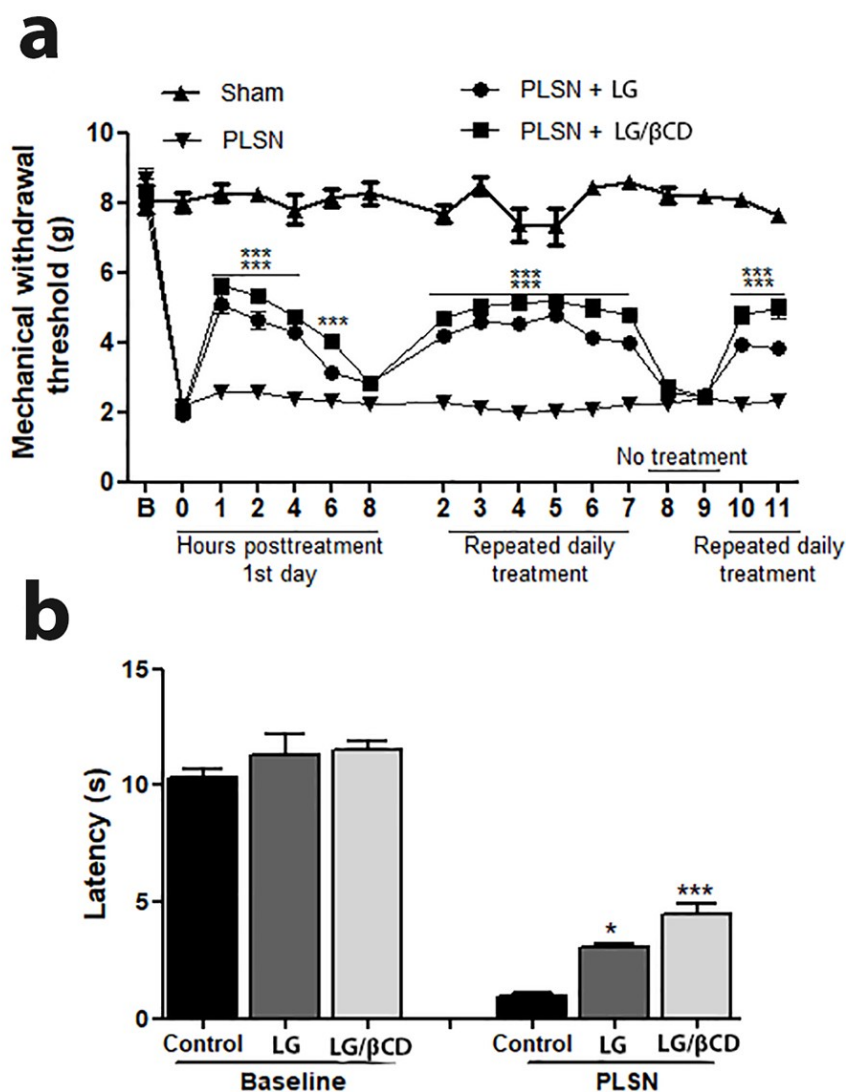 a
Sham
PLSN
PLSN + LG
PLSN + LG/βCD
Mechanical withdrawal
threshold (g)
10
8
6
4
2
0
***
***
***
***
***
***
***
No treatment
B 0 1 2 4 6 8 2 3 4 5 6 7 8 9 10 11
Hours posttreatment
1st day
Repeated daily
treatment
Repeated daily
treatment
b
Latency (s)
15
10
5
0
*
***
Control LG LG/βCD Control LG LG/βCD
Baseline PLSN